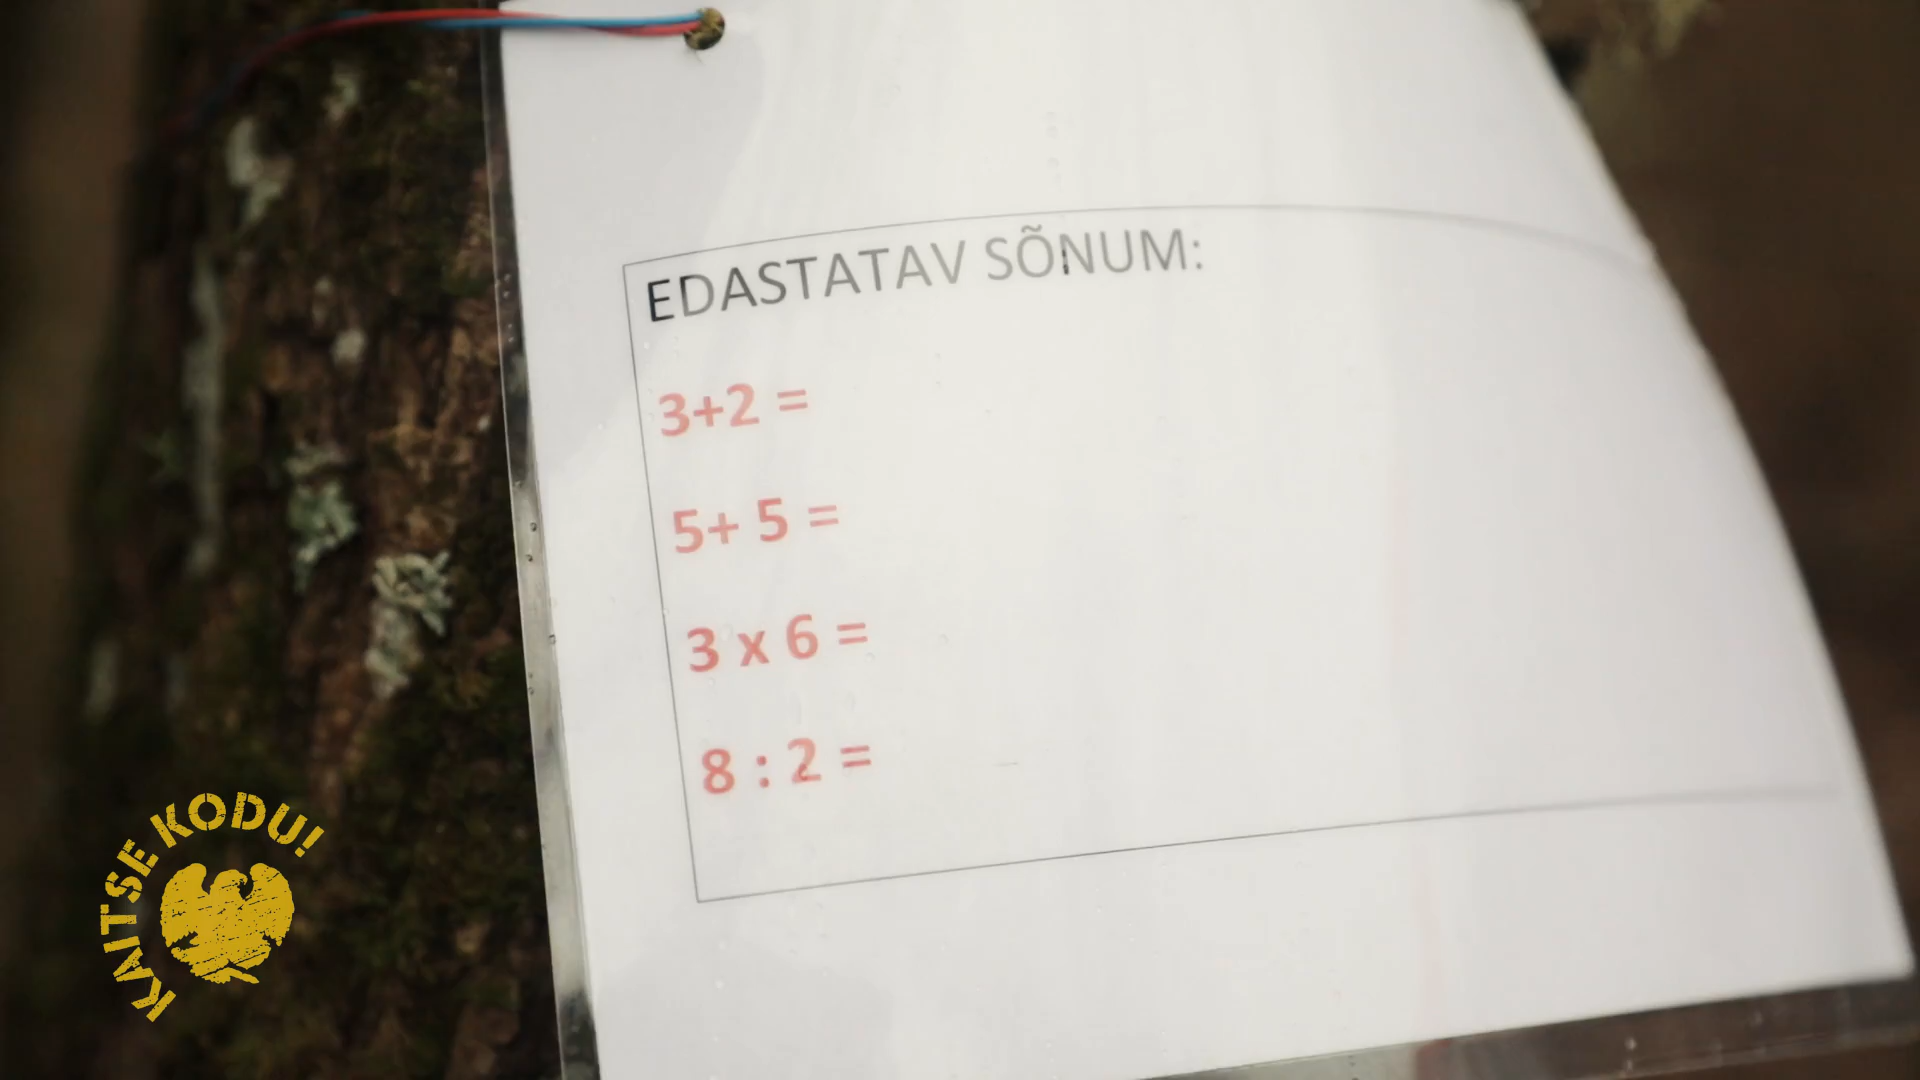 EDASTATAV SÕNUM:
3+2 =
5+ 5 =
3 x 6 =
8 : 2 =
KAITSE KODU!